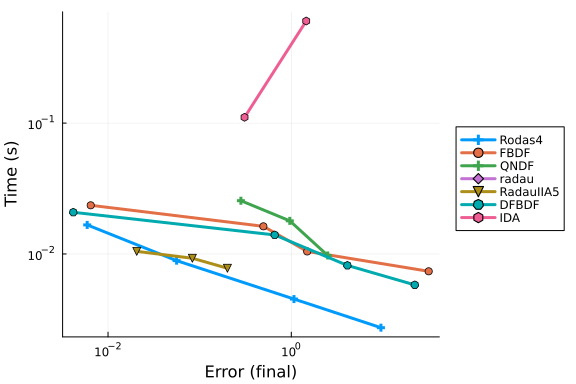 Time (s)
10⁻¹
10⁻²
10⁻²
10⁰
Error (final)
Rodas4
FBDF
QNDF
radau
RadauIIA5
DFBDF
IDA